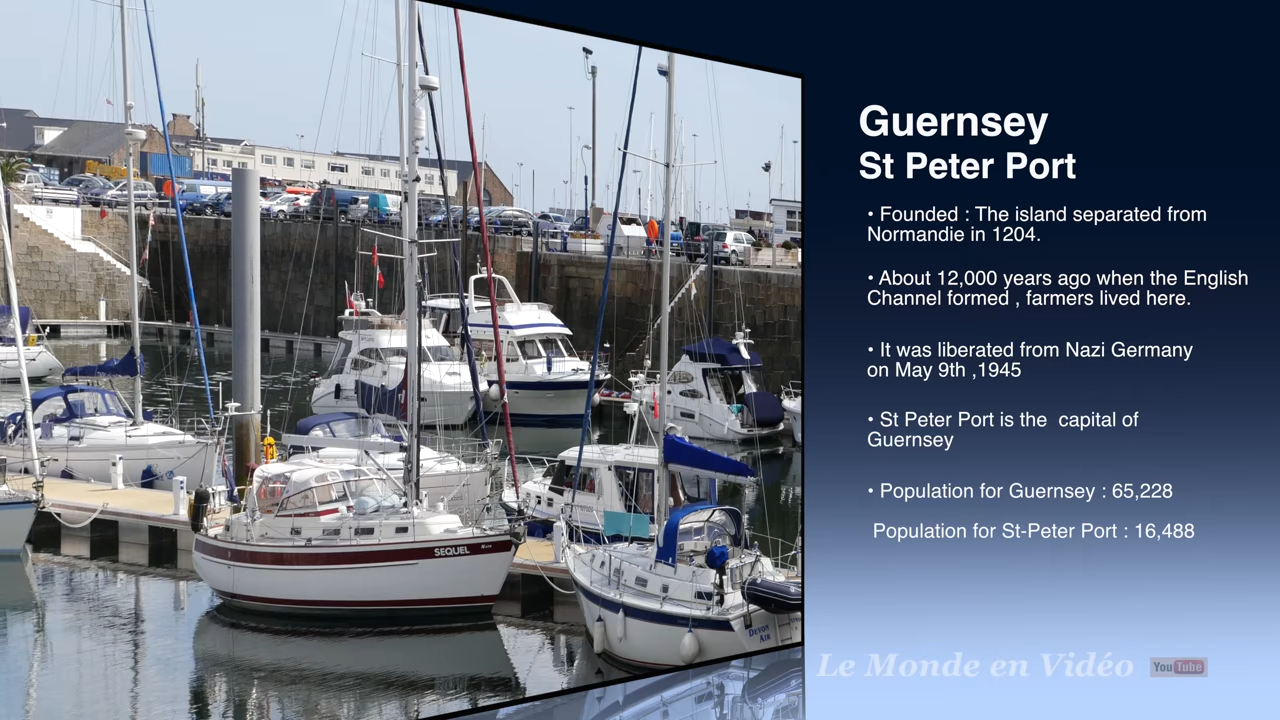 Guernsey
St Peter Port
• Founded : The island separated from
Normandie in 1204.
• About 12,000 years ago when the English
Channel formed , farmers lived here.
• It was liberated from Nazi Germany
on May 9th ,1945
• St Peter Port is the  capital of
Guernsey
• Population for Guernsey : 65,228
Population for St-Peter Port : 16,488
Le Monde en Vidéo YouTube
SEQUEL
DEVON
AIR